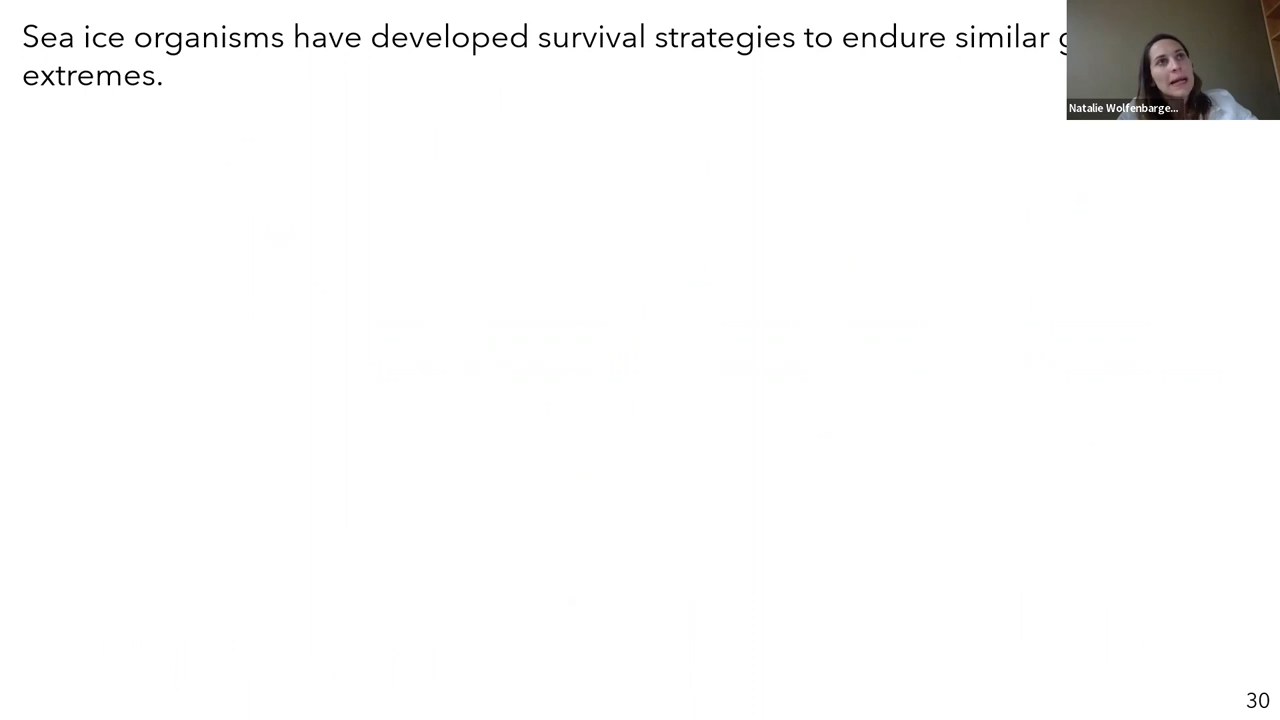 Sea ice organisms have developed survival strategies to endure similar
extremes.
Natalie Wolfenbarge...
30